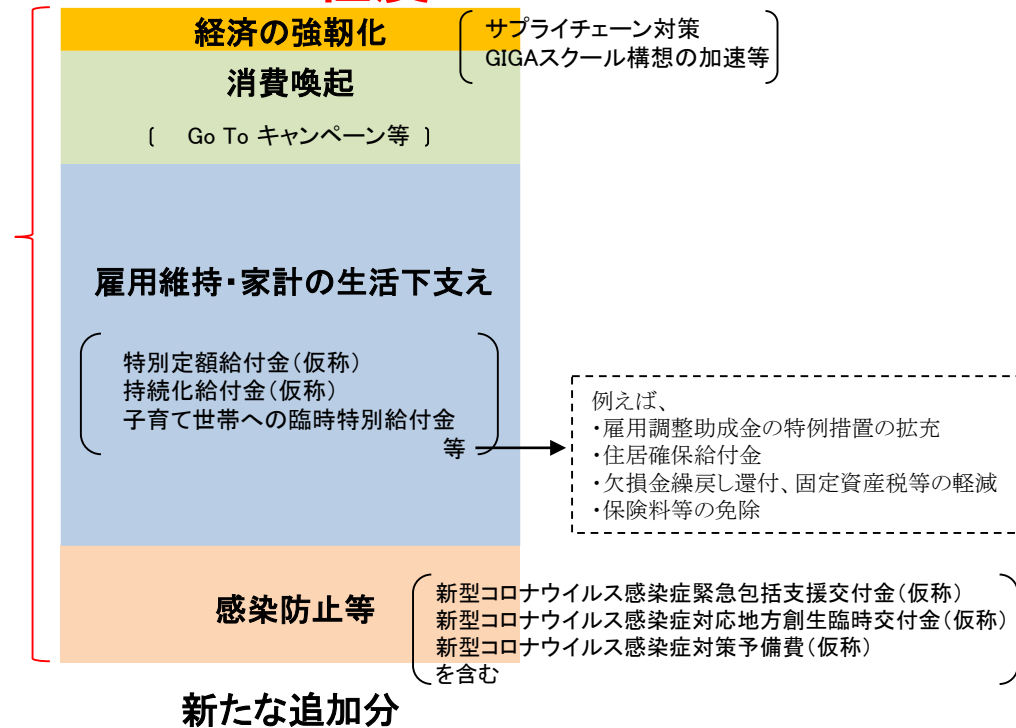 経済の強靭化
サプライチェーン対策
GIGAスクール構想の加速等
消費喚起
( Go To キャンペーン等 )
雇用維持・家計の生活下支え
特別定額給付金(仮称)
持続化給付金(仮称)
子育て世帯への臨時特別給付金
等
例えば、
・雇用調整助成金の特例措置の拡充
・住居確保給付金
・欠損金繰戻し還付、固定資産税等の軽減
・保険料等の免除
感染防止等
新型コロナウイルス感染症緊急包括支援交付金(仮称)
新型コロナウイルス感染症対応地方創生臨時交付金(仮称)
新型コロナウイルス感染症対策予備費(仮称)
を含む
新たな追加分